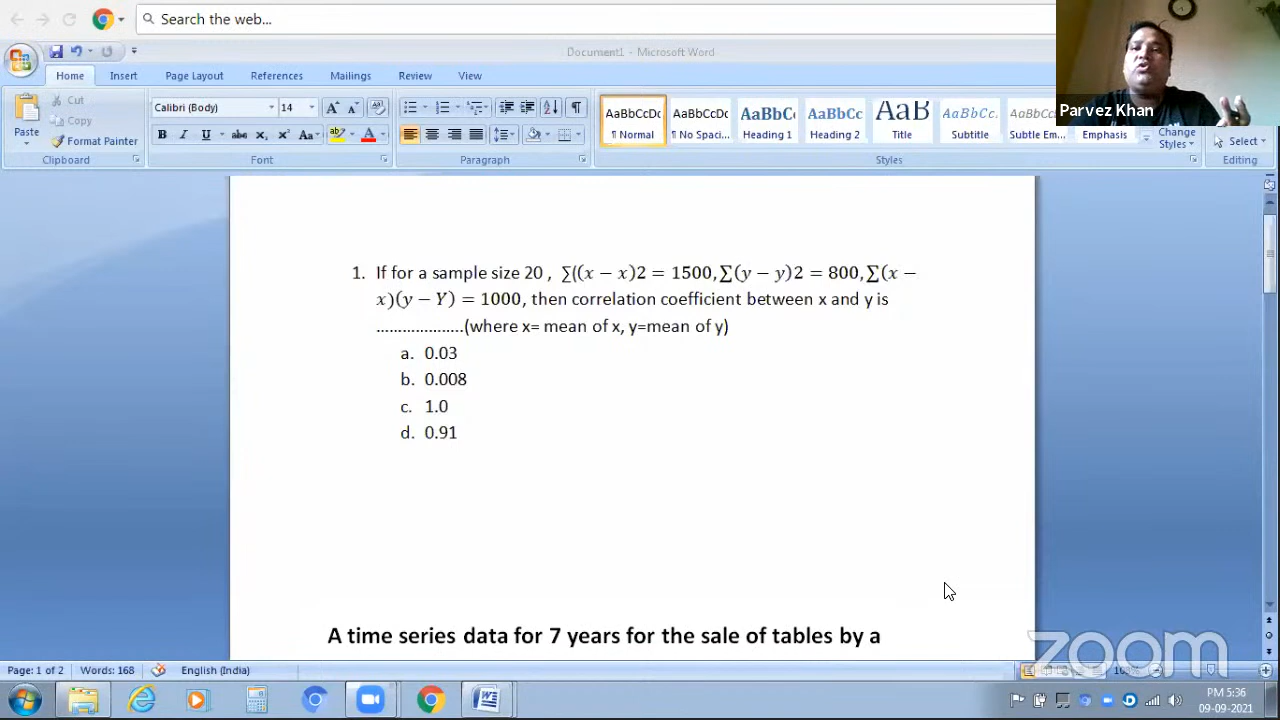 Search the web...
Document1 - Microsoft Word
Parvez Khan
Home Insert Page Layout References Mailings Review View
Cut
Copy
Format Painter
Paste
Calibri (Body) 14
AaBbCcDc AaBbCcDc AaBbCc AaBbCc AaB AaBbCc. AaBbCcDc AaBbCcDc
¶ Normal ¶ No Spaci... Heading 1 Heading 2 Title Subtitle Subtle Em... Emphasis
Change Styles
Select
Clipboard Font Paragraph Styles Editing
1. If for a sample size 20 , ∑((x − x)2 = 1500,∑(y − y)2 = 800,∑(x −
x)(y − Y) = 1000, then correlation coefficient between x and y is
....................(where x= mean of x, y=mean of y)
a. 0.03
b. 0.008
c. 1.0
d. 0.91
A time series data for 7 years for the sale of tables by a
zoom
Page: 1 of 2 Words: 168 English (India)
PM 5:36
09-09-2021